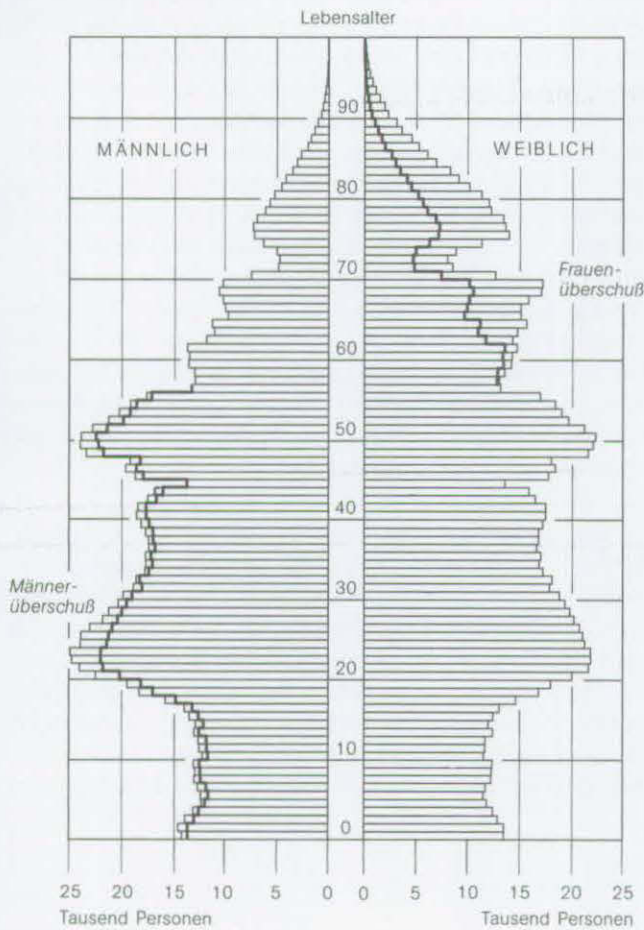 Lebensalter
MÄNNLICH
WEIBLICH
90
80
70
Frauen-
überschuß
60
50
40
30
Männer-
überschuß
20
10
0
25 20 15 10 5 0
0 5 10 15 20 25
Tausend Personen
Tausend Personen